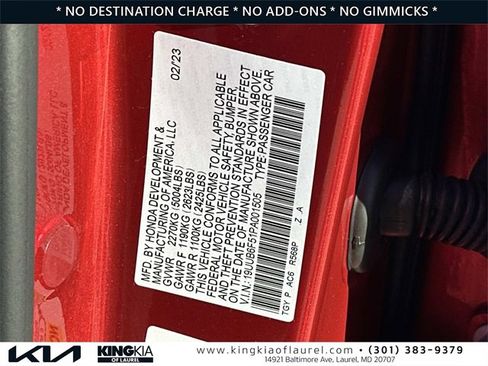 * NO DESTINATION CHARGE * NO ADD-ONS * NO GIMMICKS *
MFD. BY HONDA DEVELOPMENT &
MANUFACTURING OF AMERICA, LLC 02/23
GVWR 2270KG (5004LBS)
GAWR F 1190KG (2623LBS)
GAWR R 1100KG (2425LBS)
THIS VEHICLE CONFORMS TO ALL APPLICABLE
FEDERAL MOTOR VEHICLE SAFETY, BUMPER,
AND THEFT PREVENTION STANDARDS IN EFFECT
ON THE DATE OF MANUFACTURE SHOWN ABOVE.
V.I.N.: 19UUB6F51PA001505 TYPE:PASSENGER CAR
TGY P AC6 R568P Z A
KIA
KINGKIA
OF LAUREL
www.kingkiaoflaurel.com • (301) 383-9379
14921 Baltimore Ave, Laurel, MD 20707